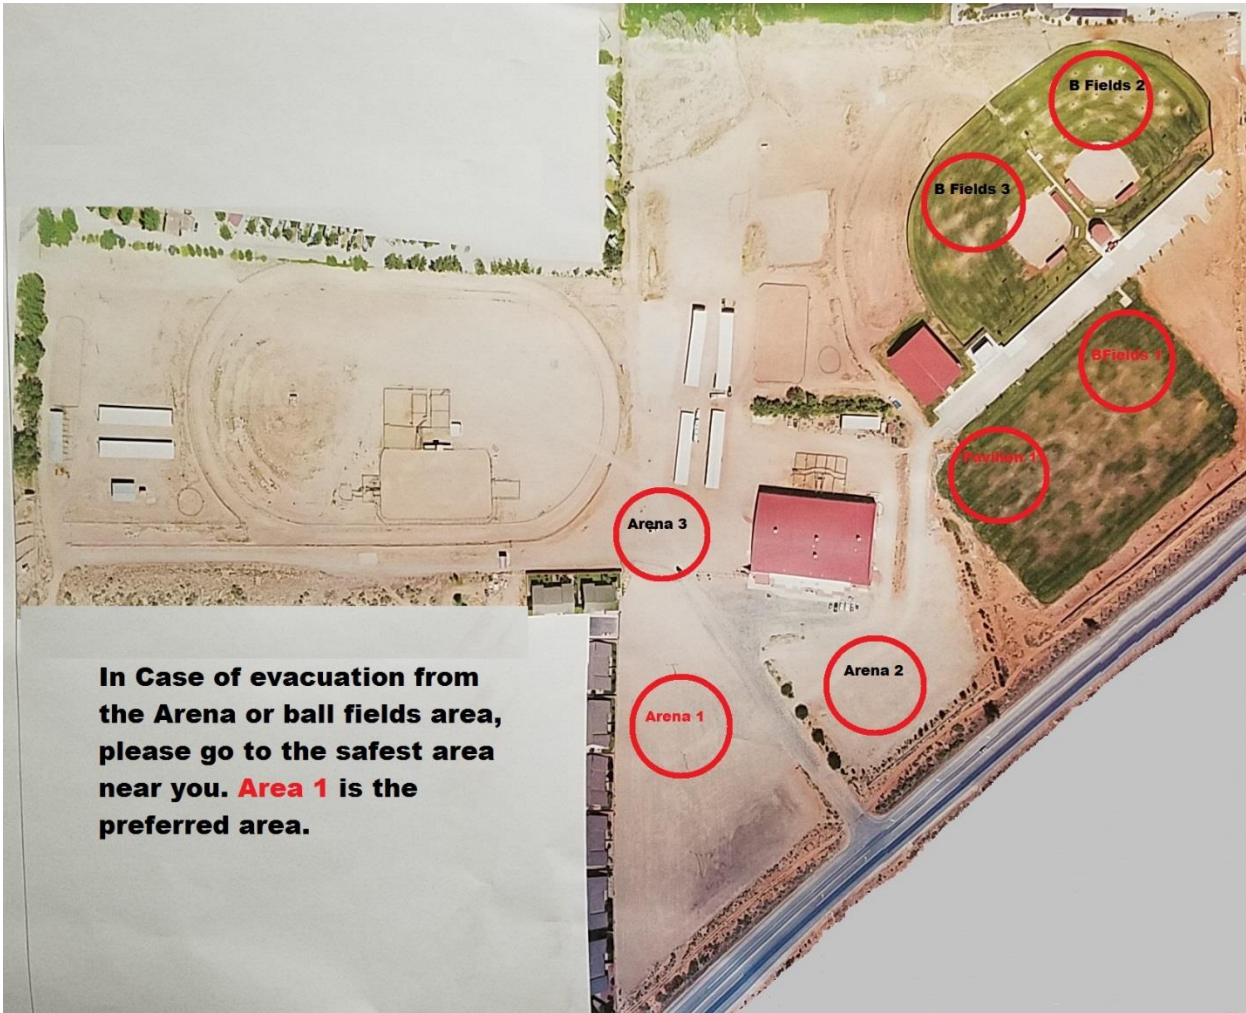 B Fields 2
B Fields 3
BFields 1
Pavilion 1
Arena 3
Arena 2
Arena 1
In Case of evacuation from
the Arena or ball fields area,
please go to the safest area
near you. Area 1 is the
preferred area.